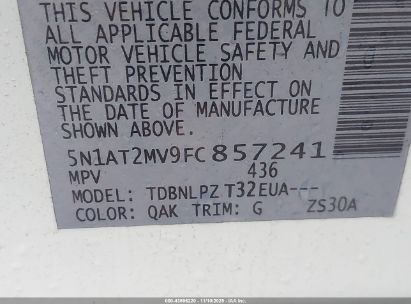 THIS VEHICLE CONFORMS TO
ALL APPLICABLE FEDERAL
MOTOR VEHICLE SAFETY AND
THEFT PREVENTION
STANDARDS IN EFFECT ON
THE DATE OF MANUFACTURE
SHOWN ABOVE.
5N1AT2MV9FC857241
MPV 436
MODEL: TDBNLPZ T32EUA---
COLOR: QAK TRIM: G ZS30A